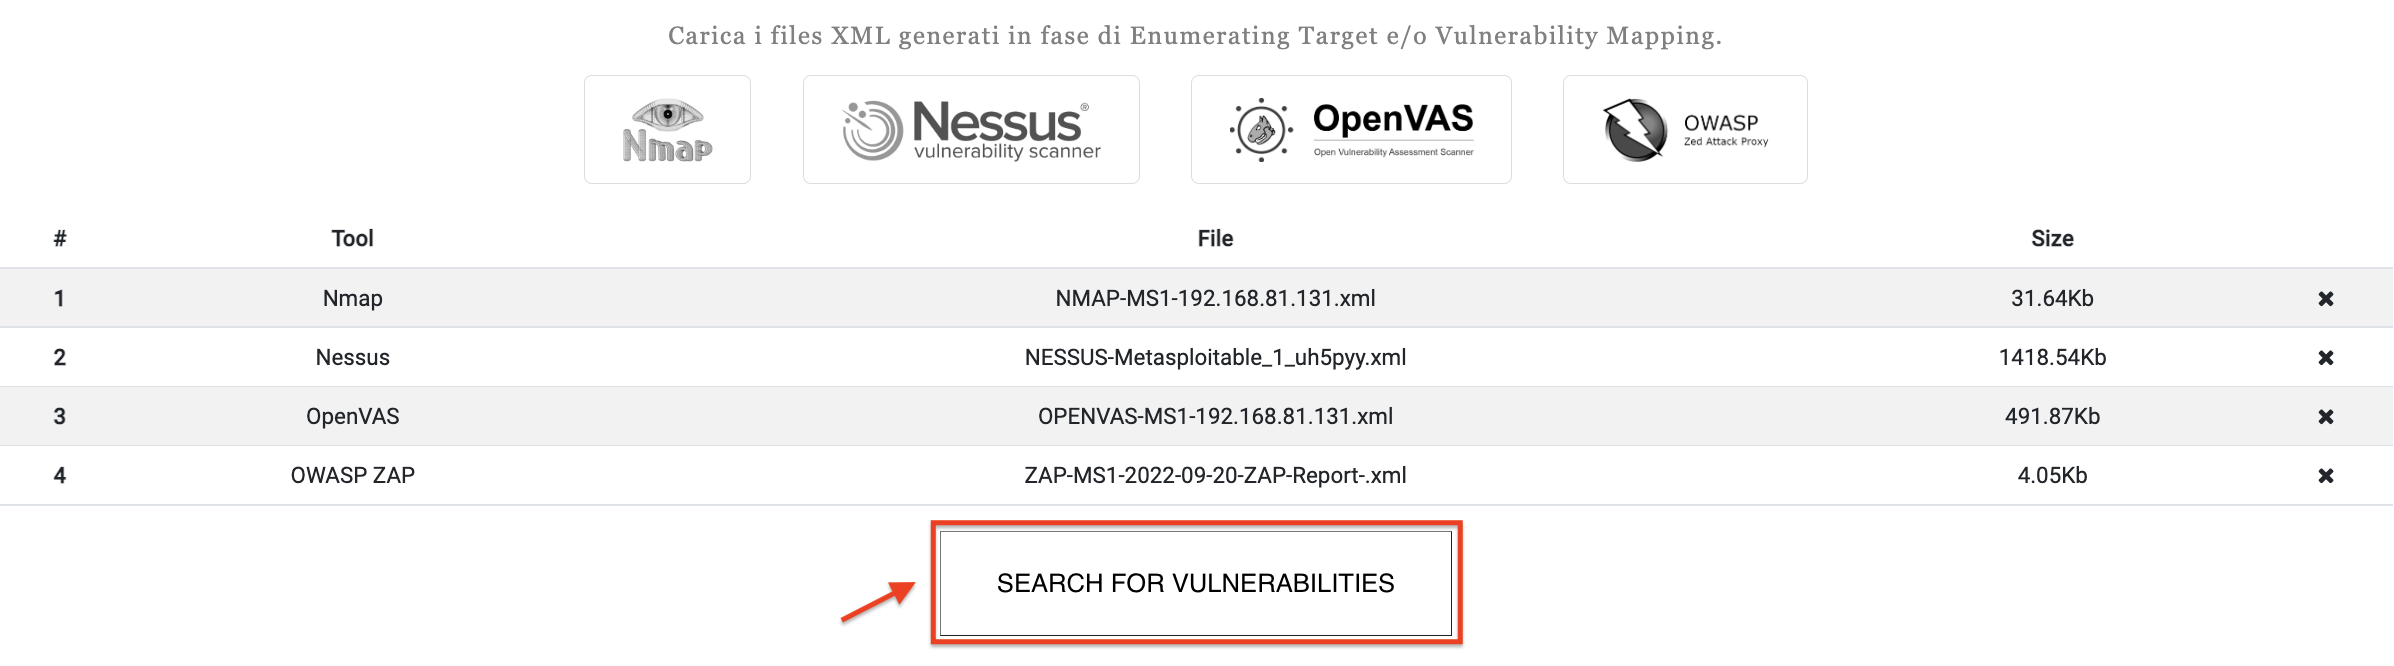 Carica i files XML generati in fase di Enumerating Target e/o Vulnerability Mapping.
Nmap
Nessus®
vulnerability scanner
OpenVAS
Open Vulnerability Assessment Scanner
OWASP
Zed Attack Proxy
# Tool File Size
1 Nmap NMAP-MS1-192.168.81.131.xml 31.64Kb ✖
2 Nessus NESSUS-Metasploitable_1_uh5pyy.xml 1418.54Kb ✖
3 OpenVAS OPENVAS-MS1-192.168.81.131.xml 491.87Kb ✖
4 OWASP ZAP ZAP-MS1-2022-09-20-ZAP-Report-.xml 4.05Kb ✖
SEARCH FOR VULNERABILITIES